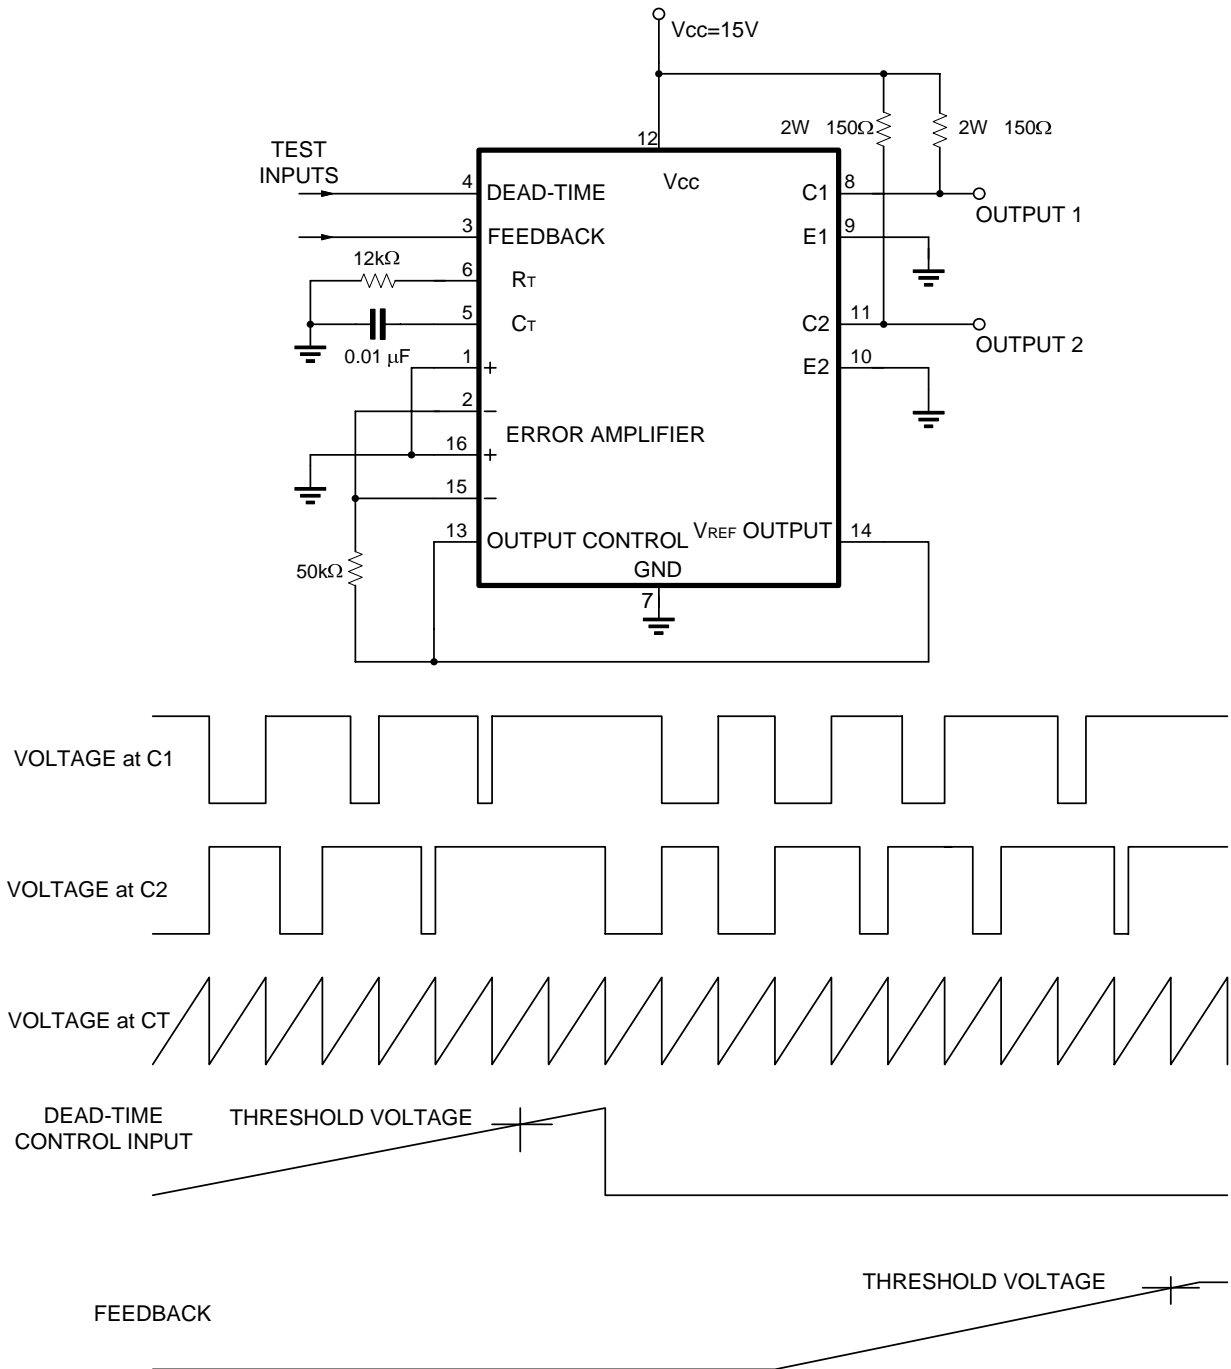 Vcc=15V
2W 150Ω
2W 150Ω
12
TEST
INPUTS
Vcc
4
DEAD-TIME
C1
8
OUTPUT 1
3
FEEDBACK
E1
9
12kΩ
6
RT
5
CT
C2
11
0.01 μF
OUTPUT 2
1
+
E2
10
2
−
ERROR AMPLIFIER
16
+
15
−
13
OUTPUT CONTROL
VREF OUTPUT
14
50kΩ
GND
7
VOLTAGE at C1
VOLTAGE at C2
VOLTAGE at CT
DEAD-TIME
CONTROL INPUT
THRESHOLD VOLTAGE
THRESHOLD VOLTAGE
FEEDBACK